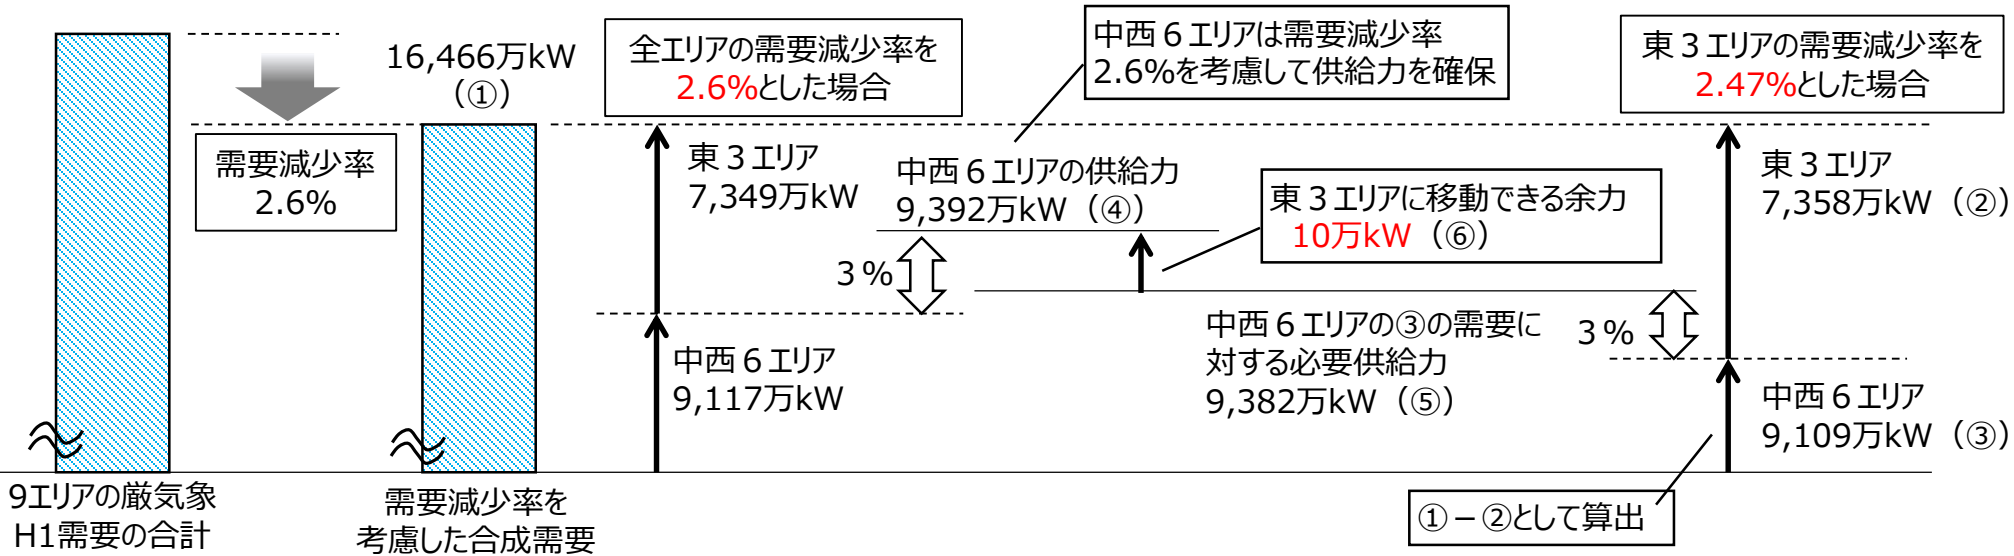 16,466万kW
（①）
需要減少率
2.6%
9エリアの厳気象
H1需要の合計
需要減少率を
考慮した合成需要
全エリアの需要減少率を
2.6%とした場合
東３エリア
7,349万kW
中西６エリア
9,117万kW
中西６エリアは需要減少率
2.6%を考慮して供給力を確保
中西６エリアの供給力
9,392万kW（④）
３%
東３エリアに移動できる余力
10万kW（⑥）
中西６エリアの③の需要に
対する必要供給力
9,382万kW（⑤）
３%
東３エリアの需要減少率を
2.47%とした場合
東３エリア
7,358万kW（②）
中西６エリア
9,109万kW（③）
①－②として算出